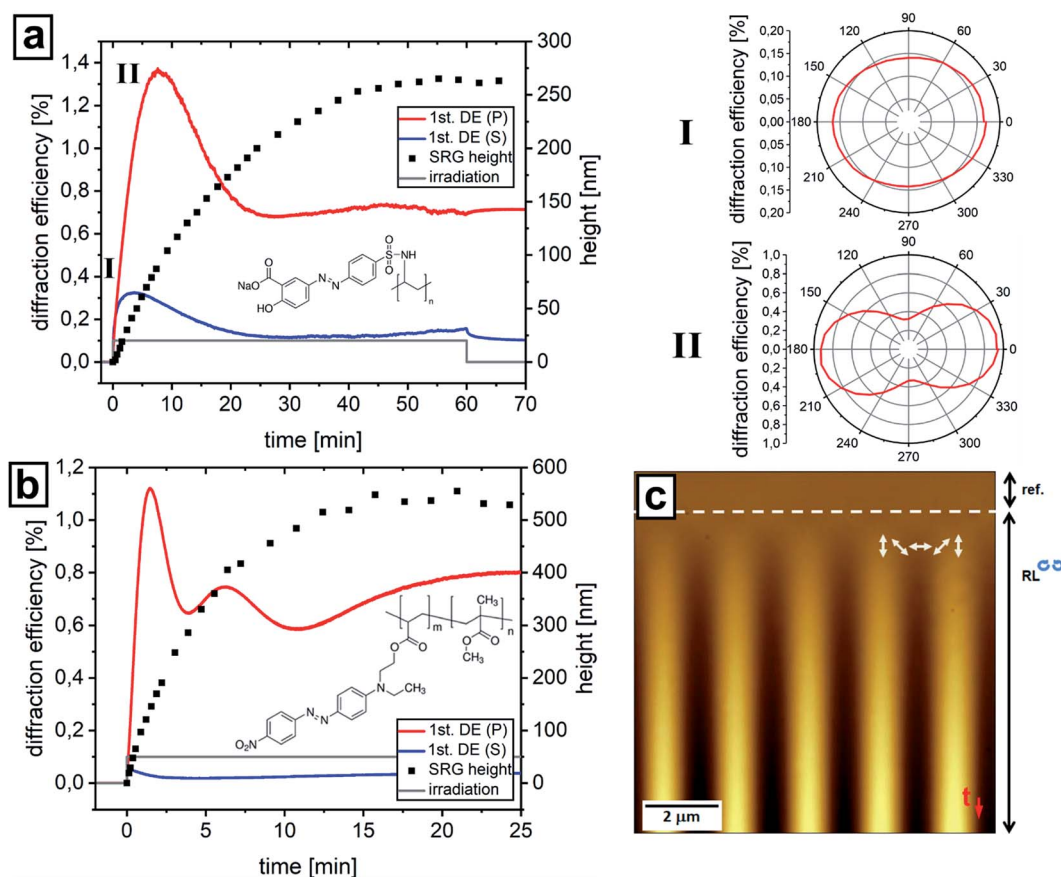 a
diffraction efficiency [%]
1,4
1,2
1,0
0,8
0,6
0,4
0,2
0,0
I
II
0 10 20 30 40 50 60 70
time [min]
300
250
200
150
100
50
0
height [nm]
1st. DE (P)
1st. DE (S)
SRG height
irradiation
O
NaO
HO
N=N
O
S
O
NH
n
I
diffraction efficiency [%]
0,20
0,15
0,10
0,05
0,00
0,05
0,10
0,15
0,20
90
120 60
150 30
180 0
210 330
240 300
270
II
diffraction efficiency [%]
1,0
0,8
0,6
0,4
0,2
0,0
0,2
0,4
0,6
0,8
1,0
90
120 60
150 30
180 0
210 330
240 300
270
b
diffraction efficiency [%]
1,2
1,0
0,8
0,6
0,4
0,2
0,0
0 5 10 15 20 25
time [min]
600
500
400
300
200
100
0
height [nm]
CH3
m n
O O O O
CH3
N CH3
N=N
O2N
1st. DE (P)
1st. DE (S)
SRG height
irradiation
c
ref.
RL
t
2 µm